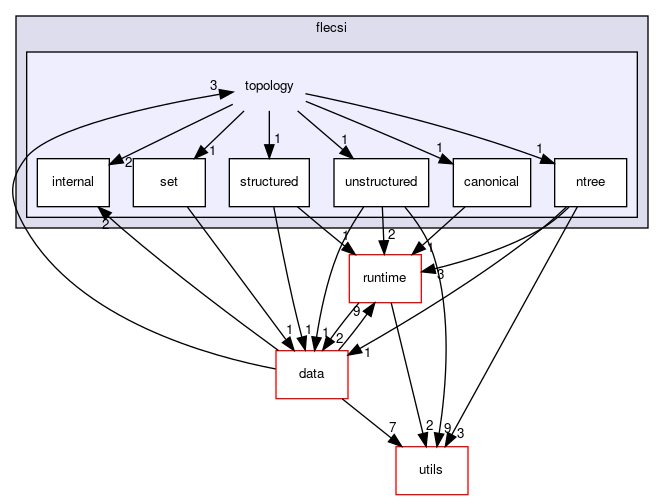 flecsi
3 topology
1 1 1 1
2 1
internal set structured unstructured canonical ntree
2 1 2 1
runtime 3
9
1 1 1 2 1
data
7 2 9 3
utils